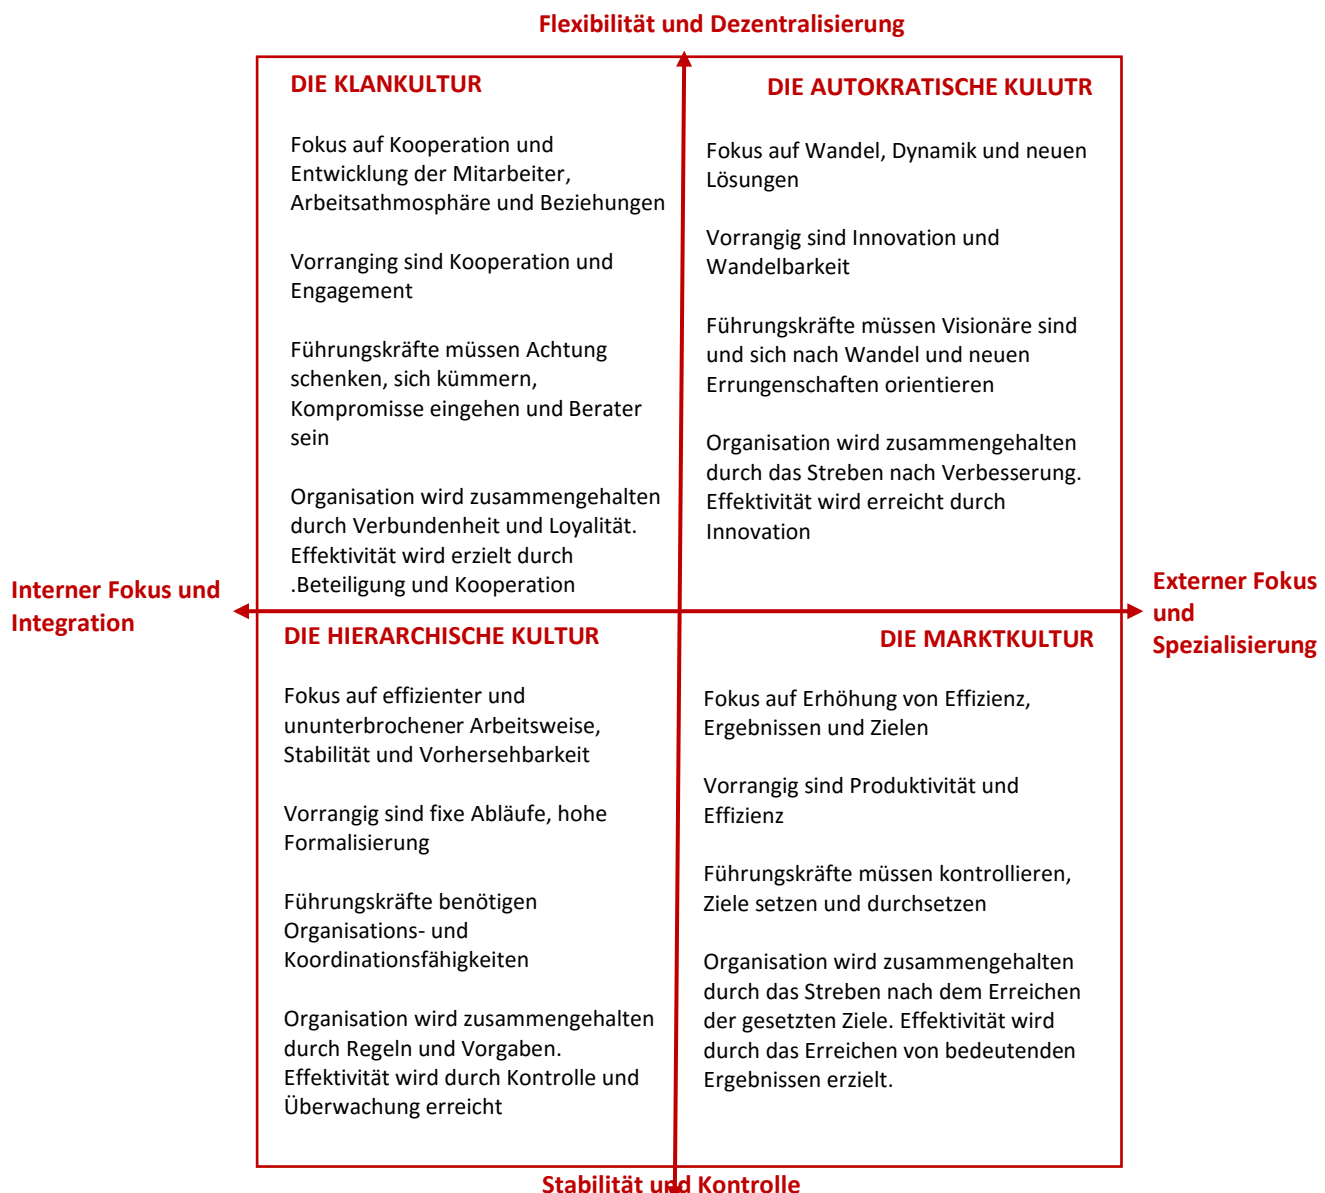 Flexibilität und Dezentralisierung
DIE KLANKULTUR
Fokus auf Kooperation und
Entwicklung der Mitarbeiter,
Arbeitsathmosphäre und Beziehungen
Vorranging sind Kooperation und
Engagement
Führungskräfte müssen Achtung
schenken, sich kümmern,
Kompromisse eingehen und Berater
sein
Organisation wird zusammengehalten
durch Verbundenheit und Loyalität.
Effektivität wird erzielt durch
.Beteiligung und Kooperation
DIE AUTOKRATISCHE KULUTR
Fokus auf Wandel, Dynamik und neuen
Lösungen
Vorrangig sind Innovation und
Wandelbarkeit
Führungskräfte müssen Visionäre sind
und sich nach Wandel und neuen
Errungenschaften orientieren
Organisation wird zusammengehalten
durch das Streben nach Verbesserung.
Effektivität wird erreicht durch
Innovation
Interner Fokus und
Integration
Externer Fokus
und
Spezialisierung
DIE HIERARCHISCHE KULTUR
Fokus auf effizienter und
ununterbrochener Arbeitsweise,
Stabilität und Vorhersehbarkeit
Vorrangig sind fixe Abläufe, hohe
Formalisierung
Führungskräfte benötigen
Organisations- und
Koordinationsfähigkeiten
Organisation wird zusammengehalten
durch Regeln und Vorgaben.
Effektivität wird durch Kontrolle und
Überwachung erreicht
DIE MARKTKULTUR
Fokus auf Erhöhung von Effizienz,
Ergebnissen und Zielen
Vorrangig sind Produktivität und
Effizienz
Führungskräfte müssen kontrollieren,
Ziele setzen und durchsetzen
Organisation wird zusammengehalten
durch das Streben nach dem Erreichen
der gesetzten Ziele. Effektivität wird
durch das Erreichen von bedeutenden
Ergebnissen erzielt.
Stabilität und Kontrolle